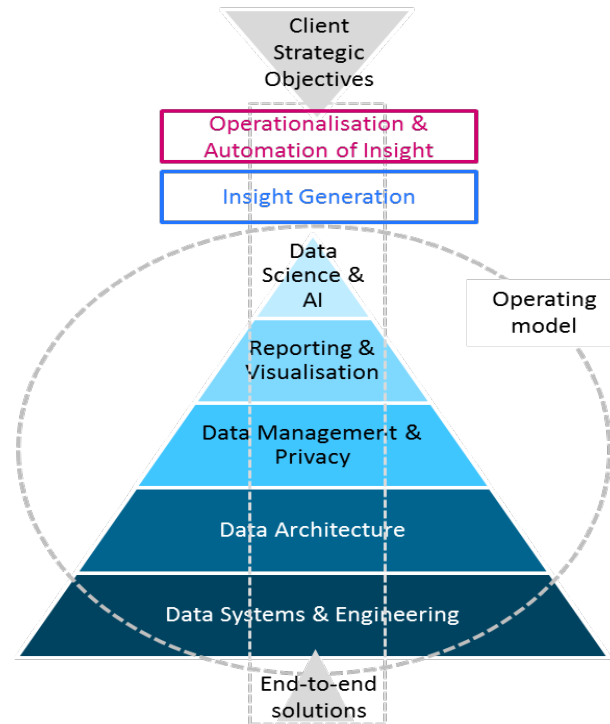 Client
Strategic
Objectives
Operationalisation &
Automation of Insight
Insight Generation
Data
Science &
AI
Operating
model
Reporting &
Visualisation
Data Management &
Privacy
Data Architecture
Data Systems & Engineering
End-to-end
solutions